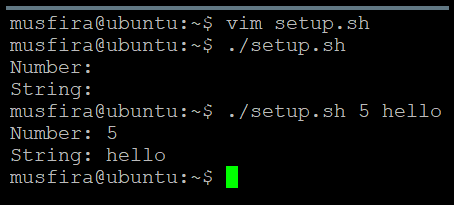 musfira@ubuntu:~$ vim setup.sh
musfira@ubuntu:~$ ./setup.sh
Number:
String:
musfira@ubuntu:~$ ./setup.sh 5 hello
Number: 5
String: hello
musfira@ubuntu:~$